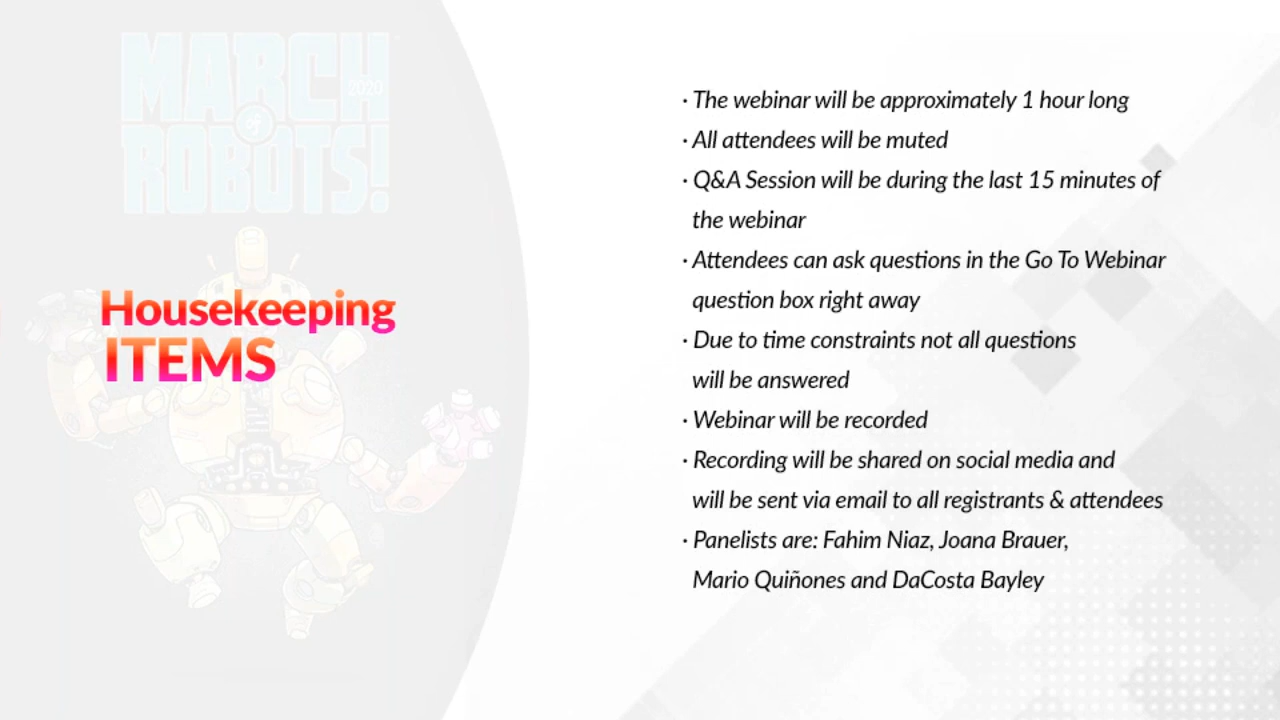 MARCH
2020
of
ROBOTS!
Housekeeping
ITEMS
· The webinar will be approximately 1 hour long
· All attendees will be muted
· Q&A Session will be during the last 15 minutes of
the webinar
· Attendees can ask questions in the Go To Webinar
question box right away
· Due to time constraints not all questions
will be answered
· Webinar will be recorded
· Recording will be shared on social media and
will be sent via email to all registrants & attendees
· Panelists are: Fahim Niaz, Joana Brauer,
Mario Quiñones and DaCosta Bayley